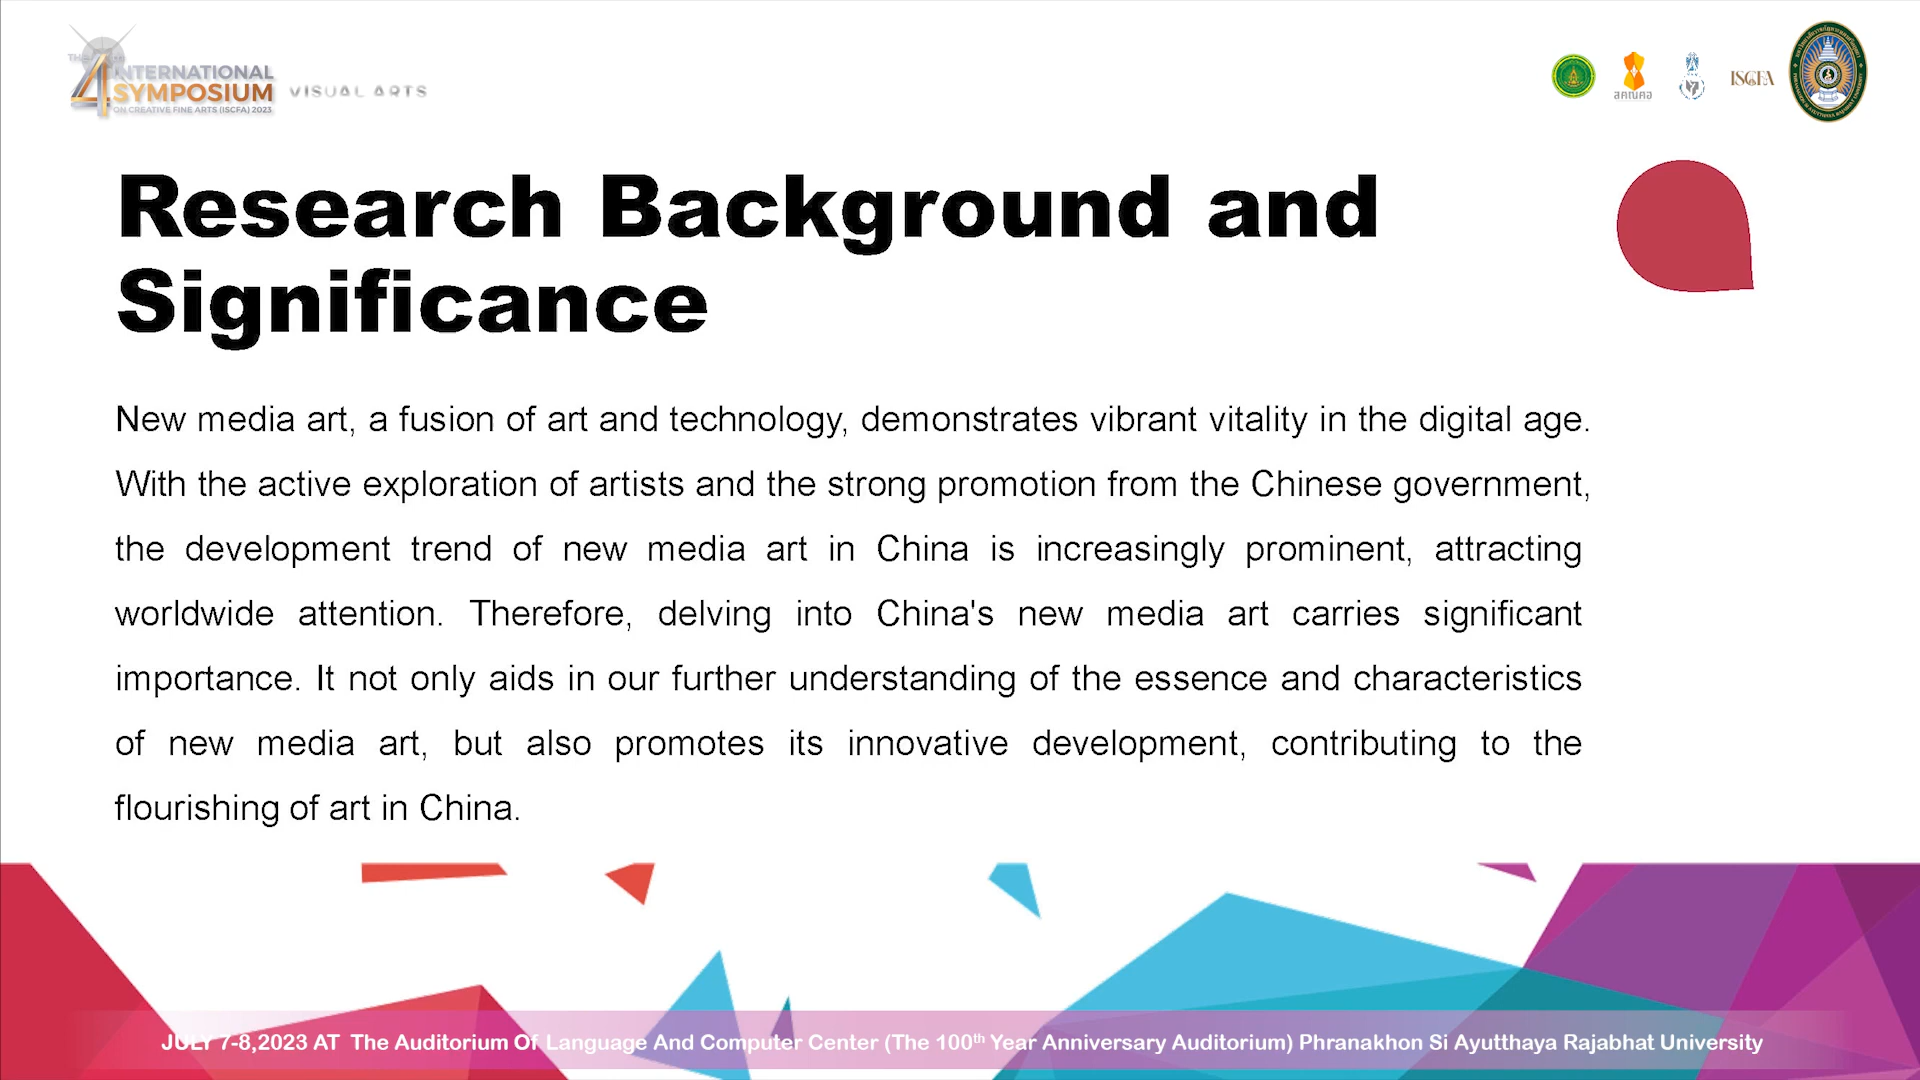 THE 4th INTERNATIONAL
SYMPOSIUM
ON CREATIVE FINE ARTS (ISCFA) 2023
VISUAL ARTS
ISCFA
Research Background and
Significance
New media art, a fusion of art and technology, demonstrates vibrant vitality in the digital age.
With the active exploration of artists and the strong promotion from the Chinese government,
the development trend of new media art in China is increasingly prominent, attracting
worldwide attention. Therefore, delving into China's new media art carries significant
importance. It not only aids in our further understanding of the essence and characteristics
of new media art, but also promotes its innovative development, contributing to the
flourishing of art in China.
JULY 7-8,2023 AT The Auditorium Of Language And Computer Center (The 100th Year Anniversary Auditorium) Phranakhon Si Ayutthaya Rajabhat University